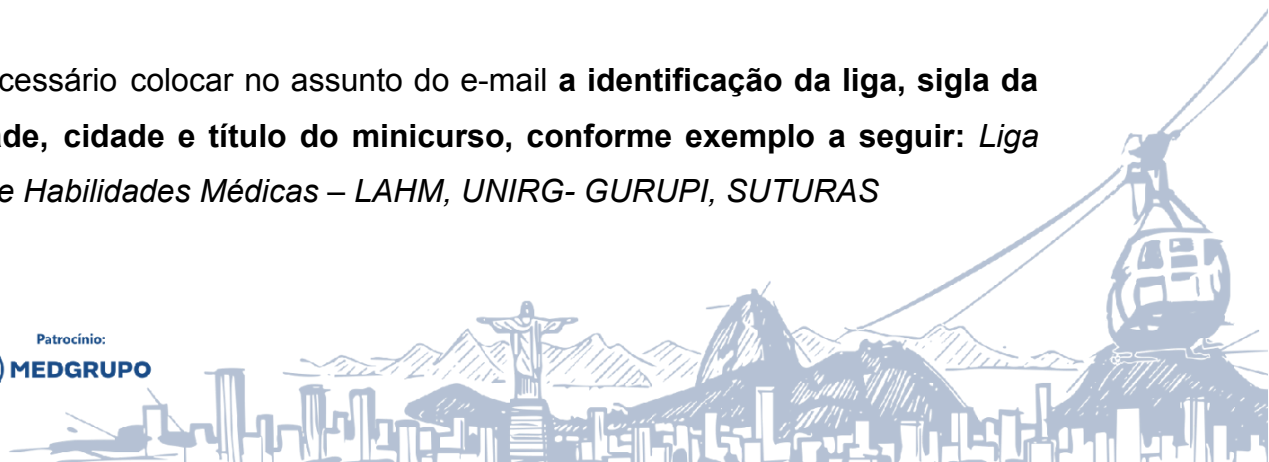 cessário colocar no assunto do e-mail a identificação da liga, sigla da
ade, cidade e título do minicurso, conforme exemplo a seguir: Liga
e Habilidades Médicas – LAHM, UNIRG- GURUPI, SUTURAS
Patrocínio:
MEDGRUPO